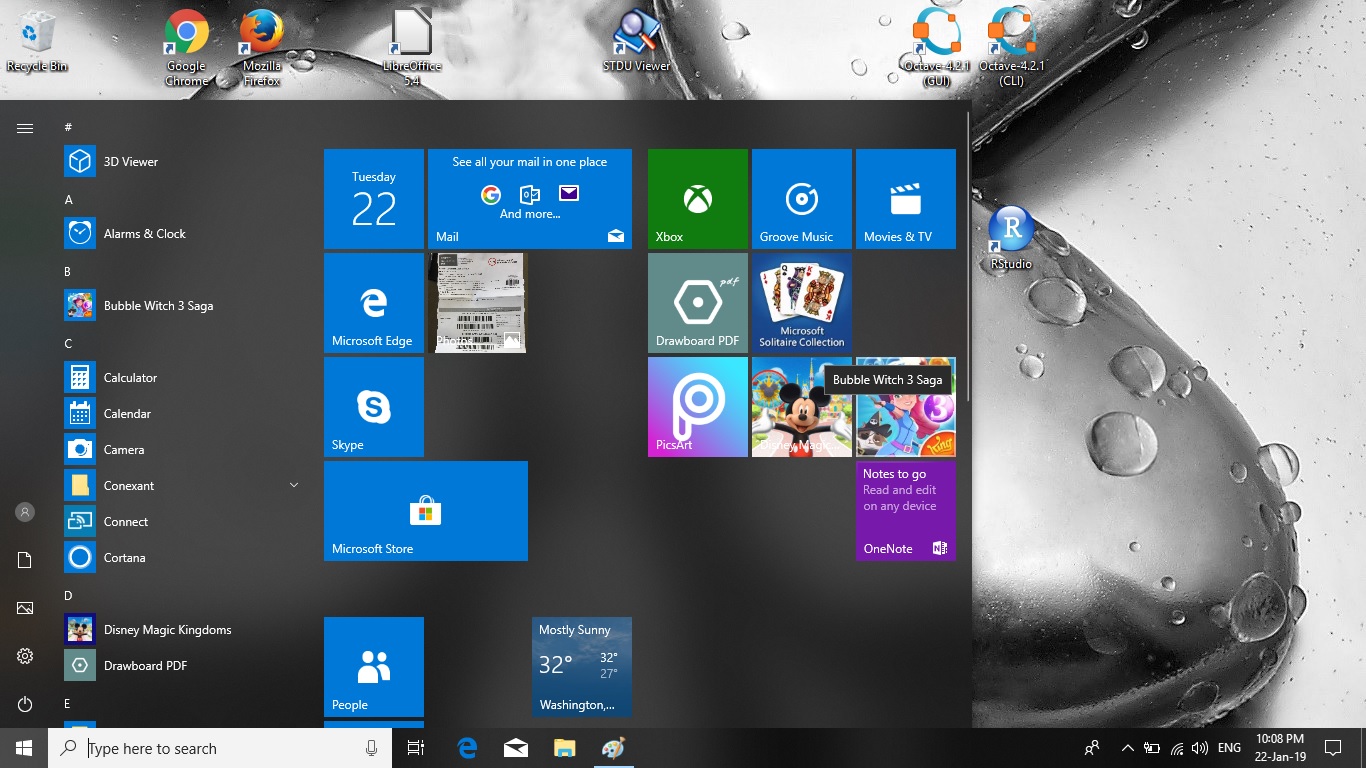 Recycle Bin
Google
Chrome
Mozilla
Firefox
LibreOffice
5.4
STDU Viewer
Octave-4.2.1
(GUI)
Octave-4.2.1
(CLI)
R
RStudio
#
3D Viewer
A
Alarms & Clock
B
Bubble Witch 3 Saga
C
Calculator
Calendar
Camera
Conexant
Connect
Cortana
D
Disney Magic Kingdoms
Drawboard PDF
E
Tuesday
22
See all your mail in one place
And more...
Mail
Microsoft Edge
Photos
Skype
Microsoft Store
People
Mostly Sunny
32°
32°
27°
Washington,...
Xbox
Groove Music
Movies & TV
pdf
Drawboard PDF
Microsoft
Solitaire Collection
PicsArt
Disney Magic...
Bubble Witch 3 Saga
3
King
Notes to go
Read and edit
on any device
OneNote
Type here to search
ENG
10:08 PM
22-Jan-19